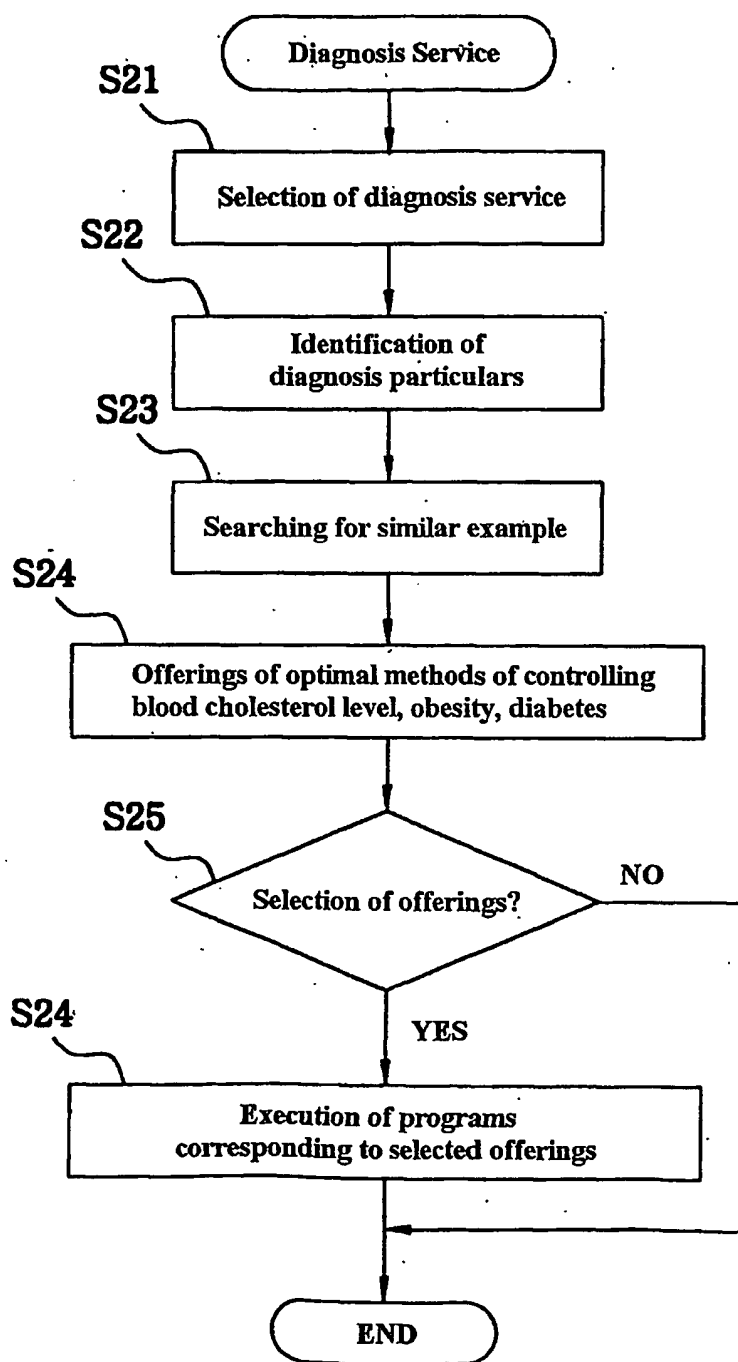 Diagnosis Service
S21
Selection of diagnosis service
S22
Identification of
diagnosis particulars
S23
Searching for similar example
S24
Offerings of optimal methods of controlling
blood cholesterol level, obesity, diabetes
S25
Selection of offerings?
NO
YES
S24
Execution of programs
corresponding to selected offerings
END